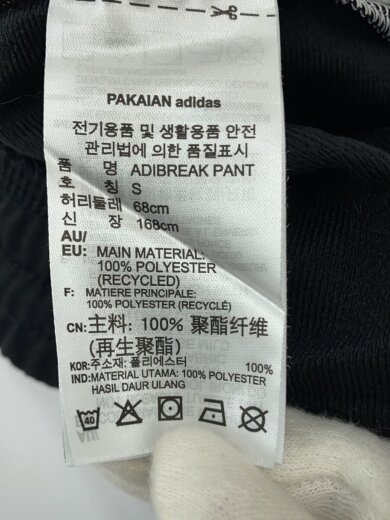 PAKAIAN adidas
전기용품 및 생활용품 안전
관리법에 의한 품질표시
품 명 ADIBREAK PANT
호 칭 S
허리둘레 68cm
신 장 168cm
AU/
EU: MAIN MATERIAL:
100% POLYESTER
(RECYCLED)
F: MATIERE PRINCIPALE:
100% POLYESTER (RECYCLÉ)
CN: 主料: 100% 聚酯纤维
(再生聚酯)
KOR: 주소재: 폴리에스터 100%
IND: MATERIAL UTAMA: 100% POLYESTER
HASIL DAUR ULANG
40